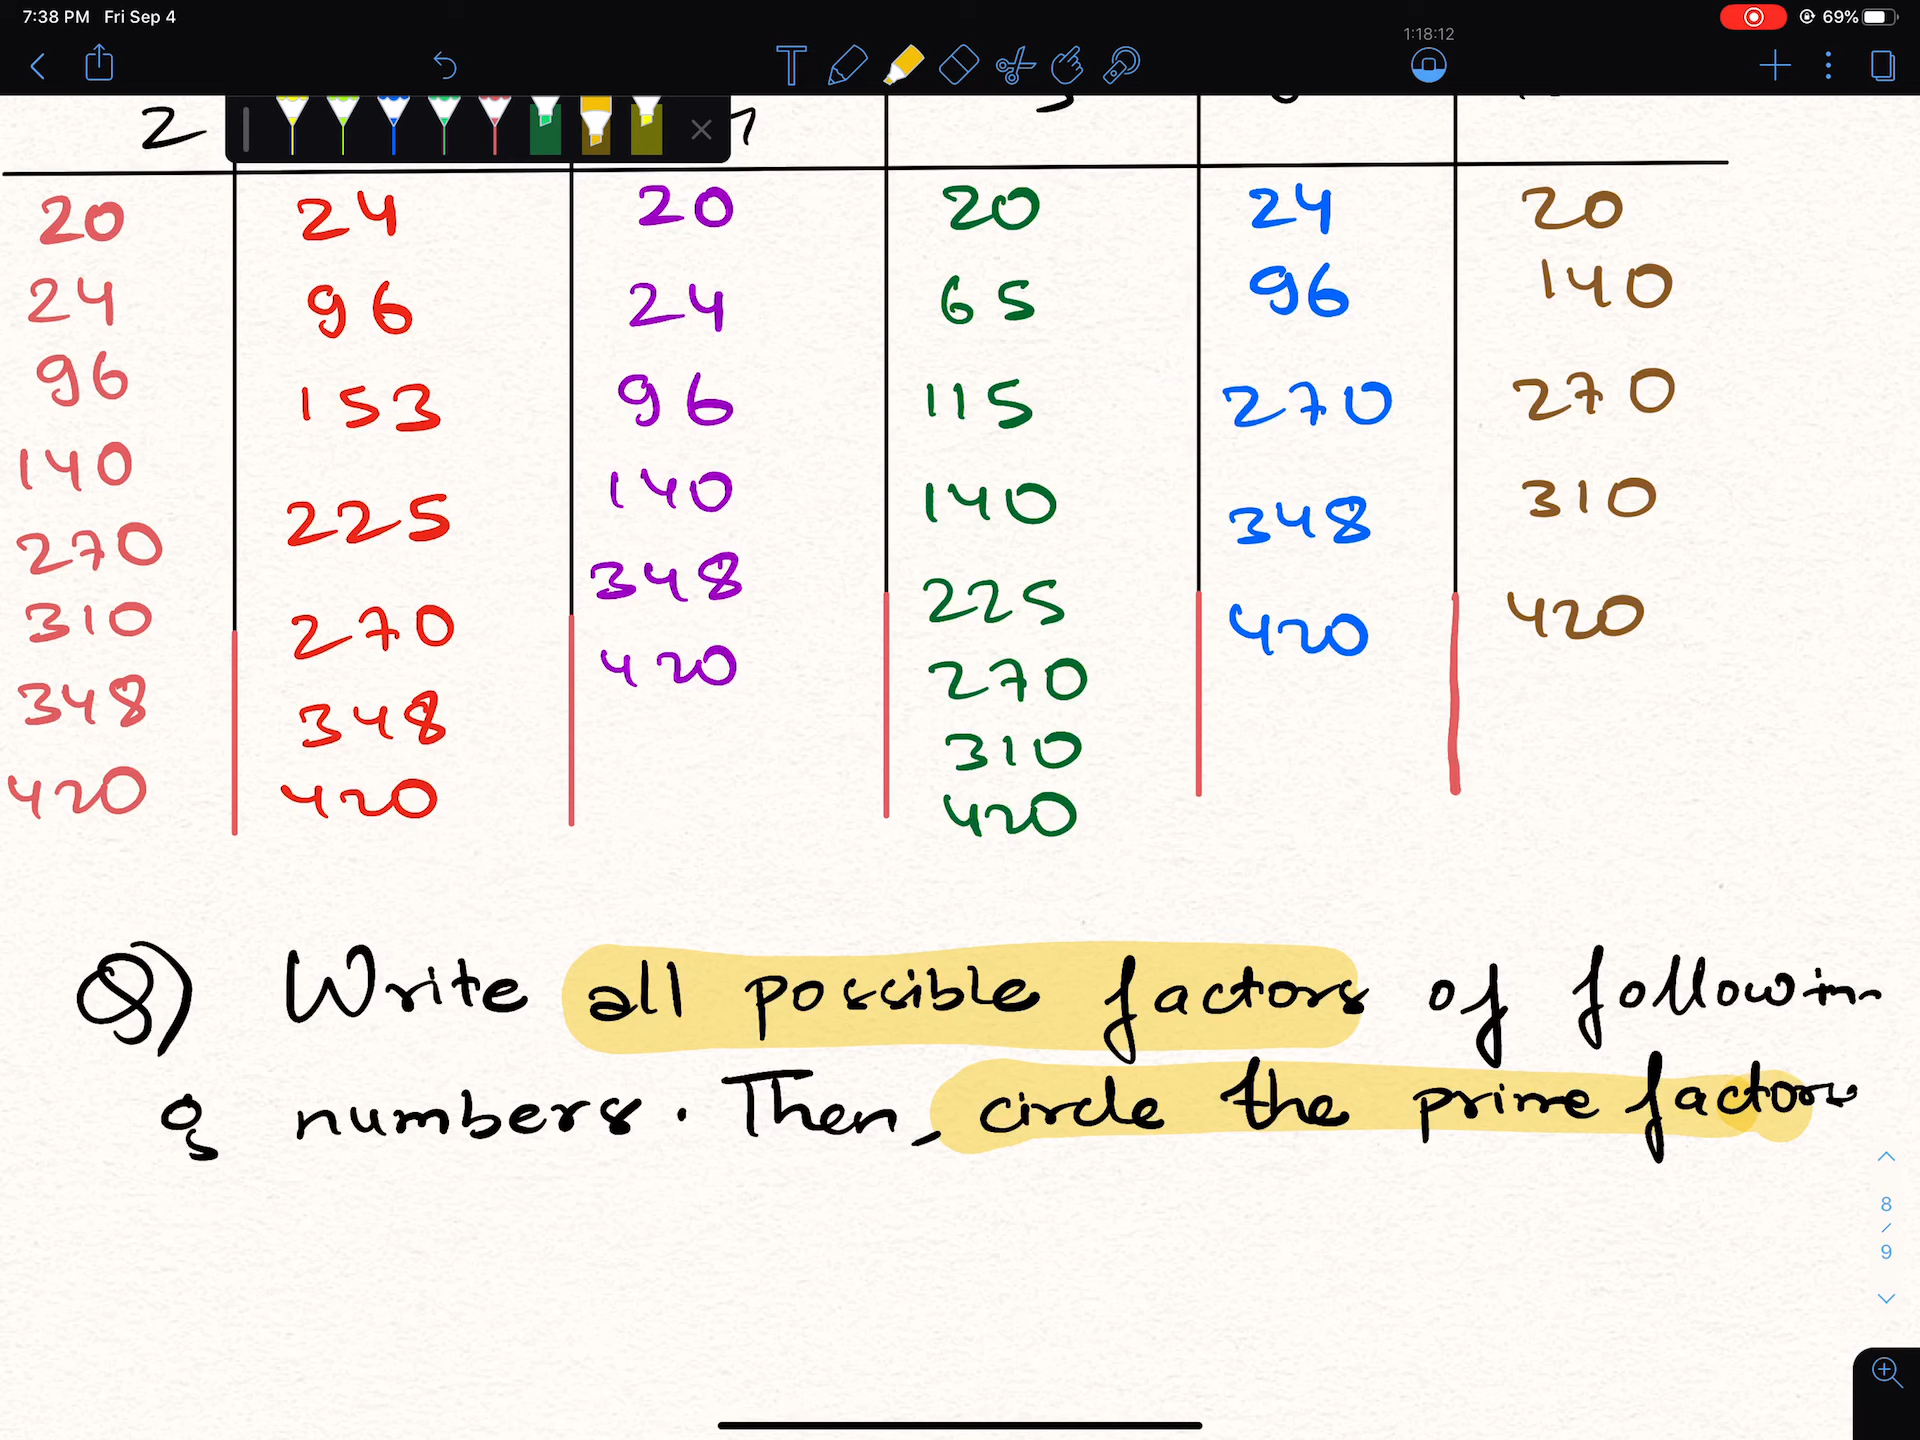 7:38 PM Fri Sep 4
69%
1:18:12
2
20 24 20 20 24 20
24 96 24 65 96 140
96 153 96 115 270 270
140 225 140 140 348 310
270 270 348 225 420 420
310 348 420 270
348 420 310
420 420
Q) Write all possible factors of followin
g numbers. Then, circle the prime factors
8
/
9